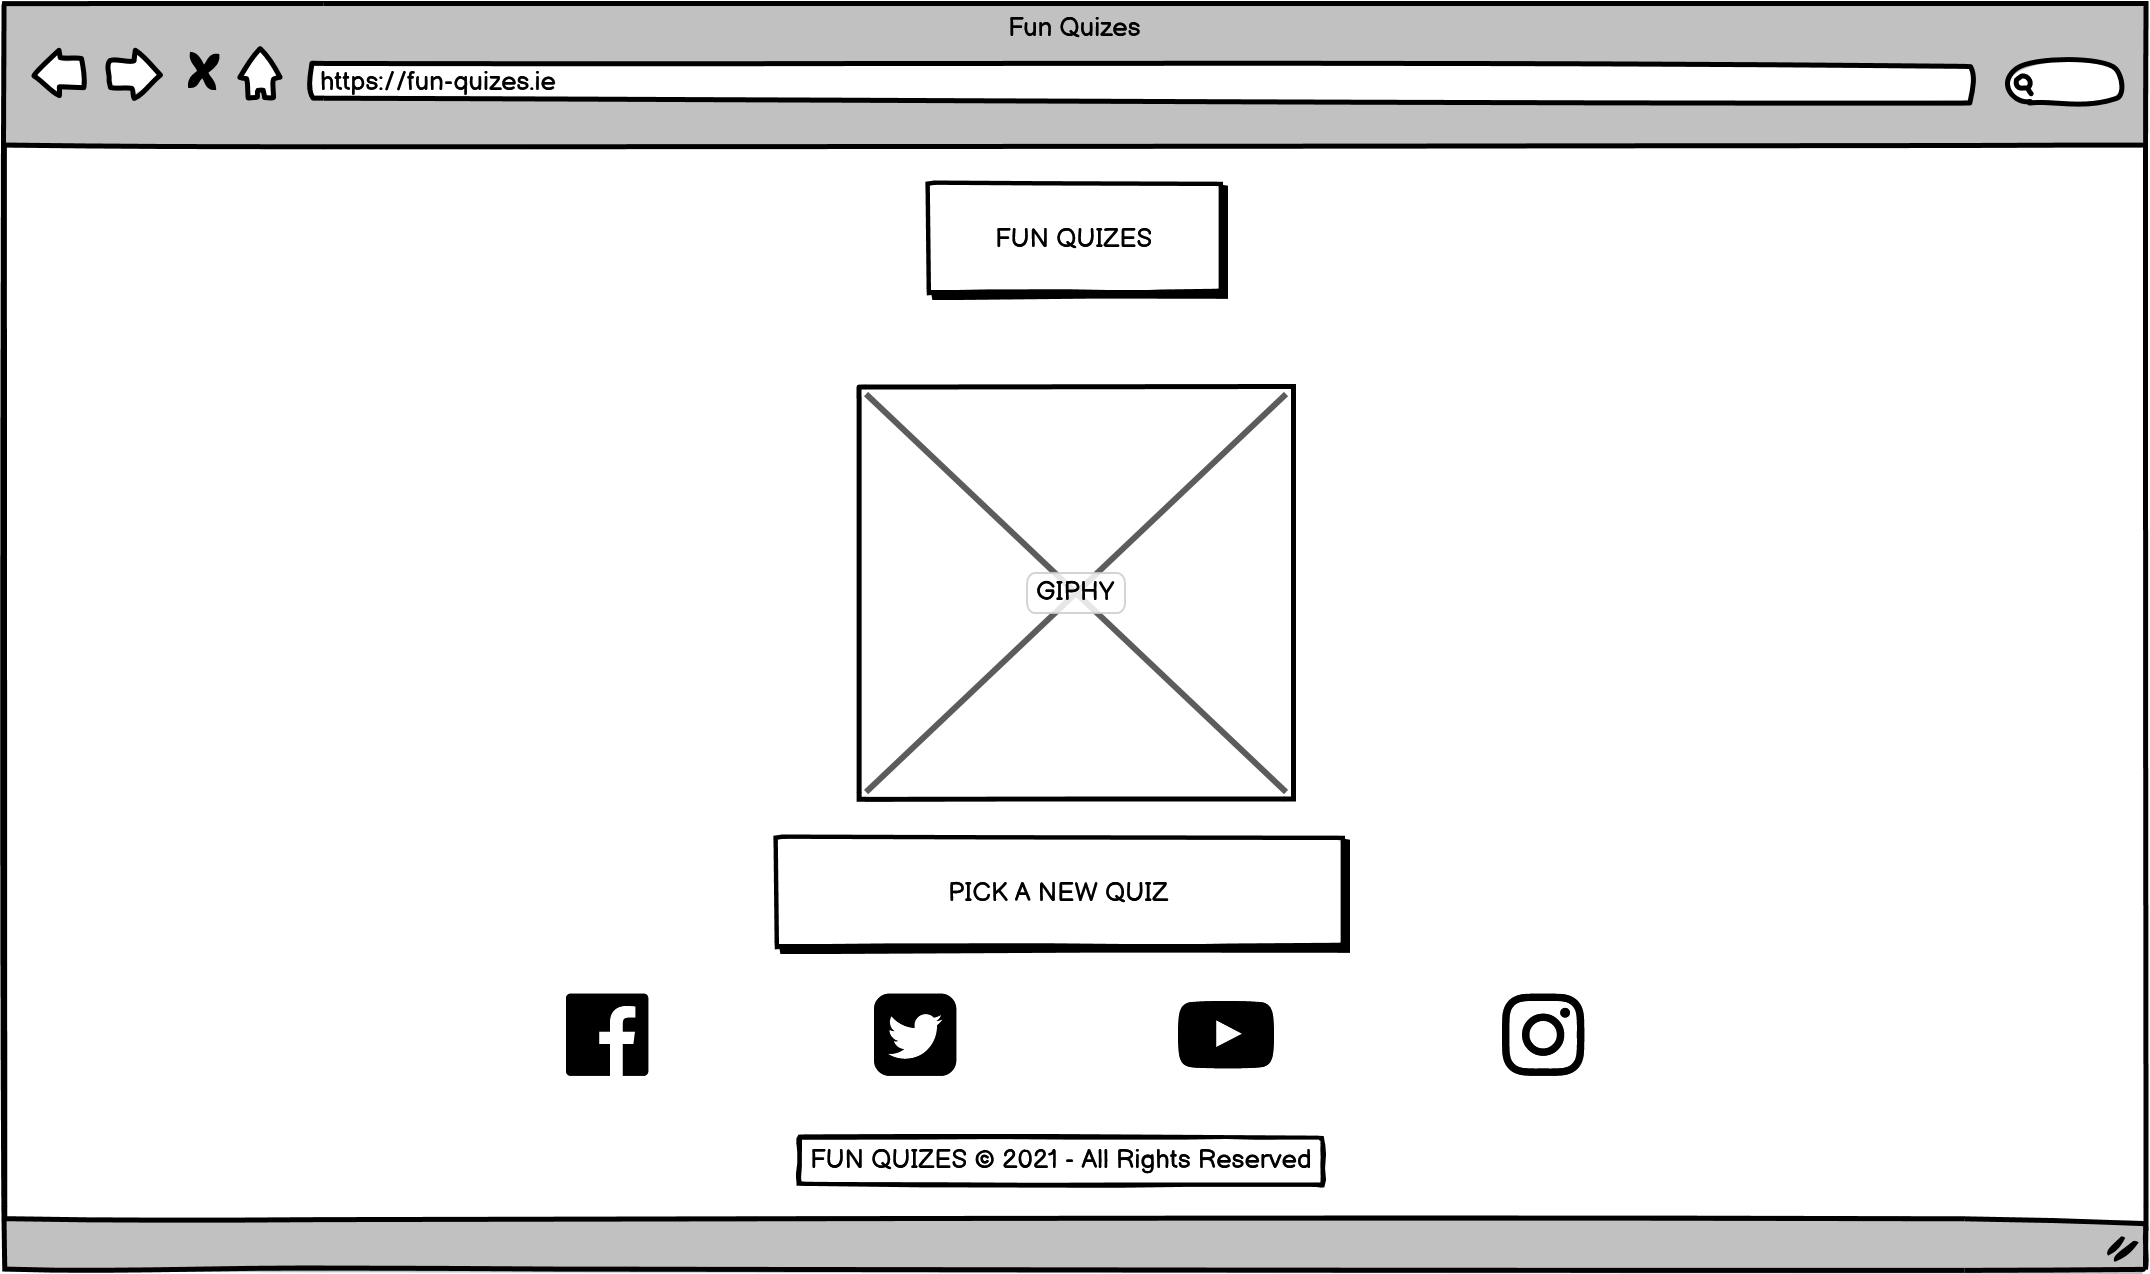 Fun Quizes
https://fun-quizes.ie
FUN QUIZES
GIPHY
PICK A NEW QUIZ
FUN QUIZES © 2021 - All Rights Reserved